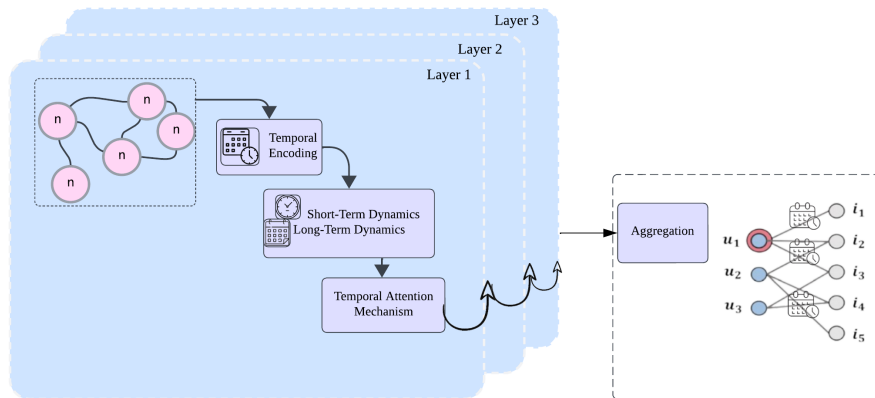 Layer 3
Layer 2
Layer 1
n
n
n
n
n
Temporal
Encoding
Short-Term Dynamics
Long-Term Dynamics
Temporal Attention
Mechanism
Aggregation
u1
u2
u3
i1
i2
i3
i4
i5